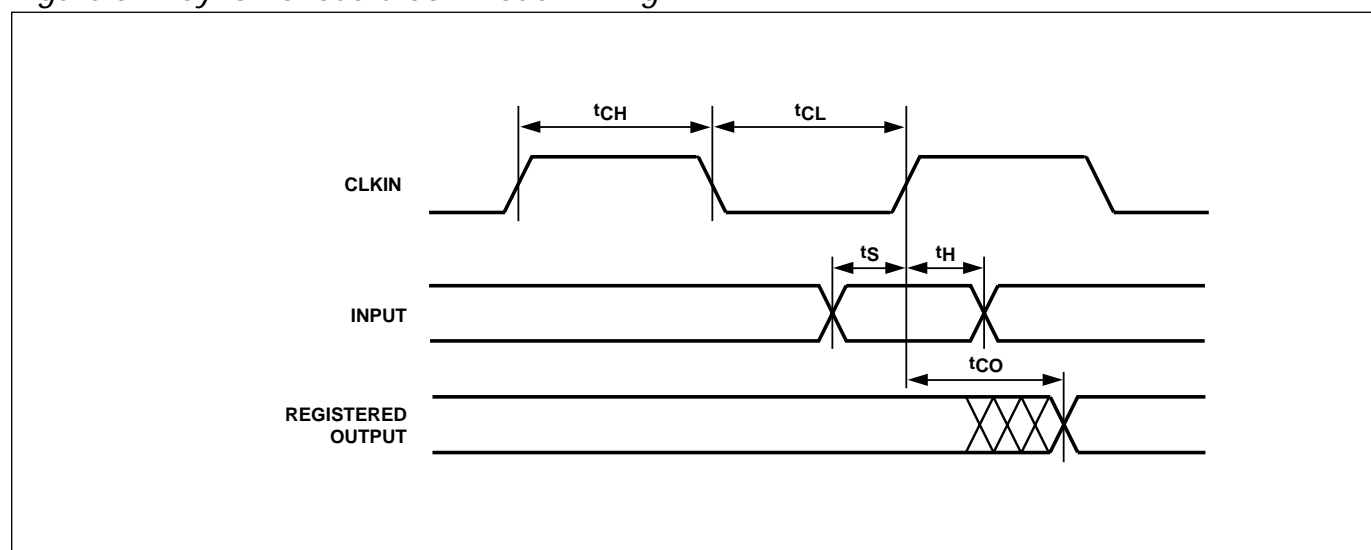 tCH
tCL
CLKIN
tS
tH
INPUT
tCO
REGISTERED
OUTPUT